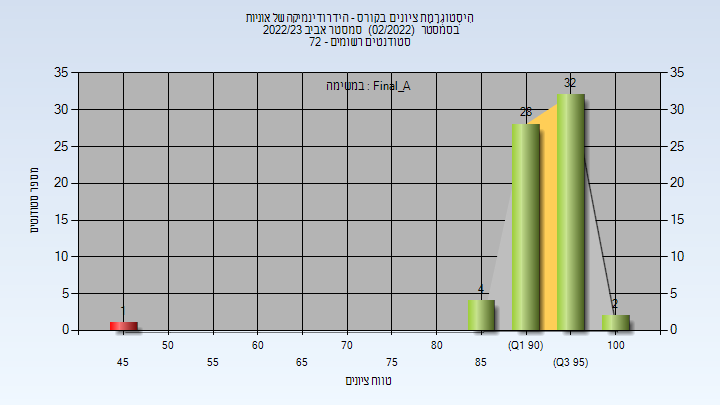 היסטוגרמת ציונים בקורס - הידרודינמיקה של אוניות
בסמסטר (02/2022) סמסטר אביב 2022/23
סטודנטים רשומים - 72
במשימה : Final_A
מספר סטודנטים
35 35
30 30
25 25
20 20
15 15
10 10
5 5
0 0
1 4 28 32 2
50 60 70 80 (Q1 90) 100
45 55 65 75 85 (Q3 95)
טווח ציונים